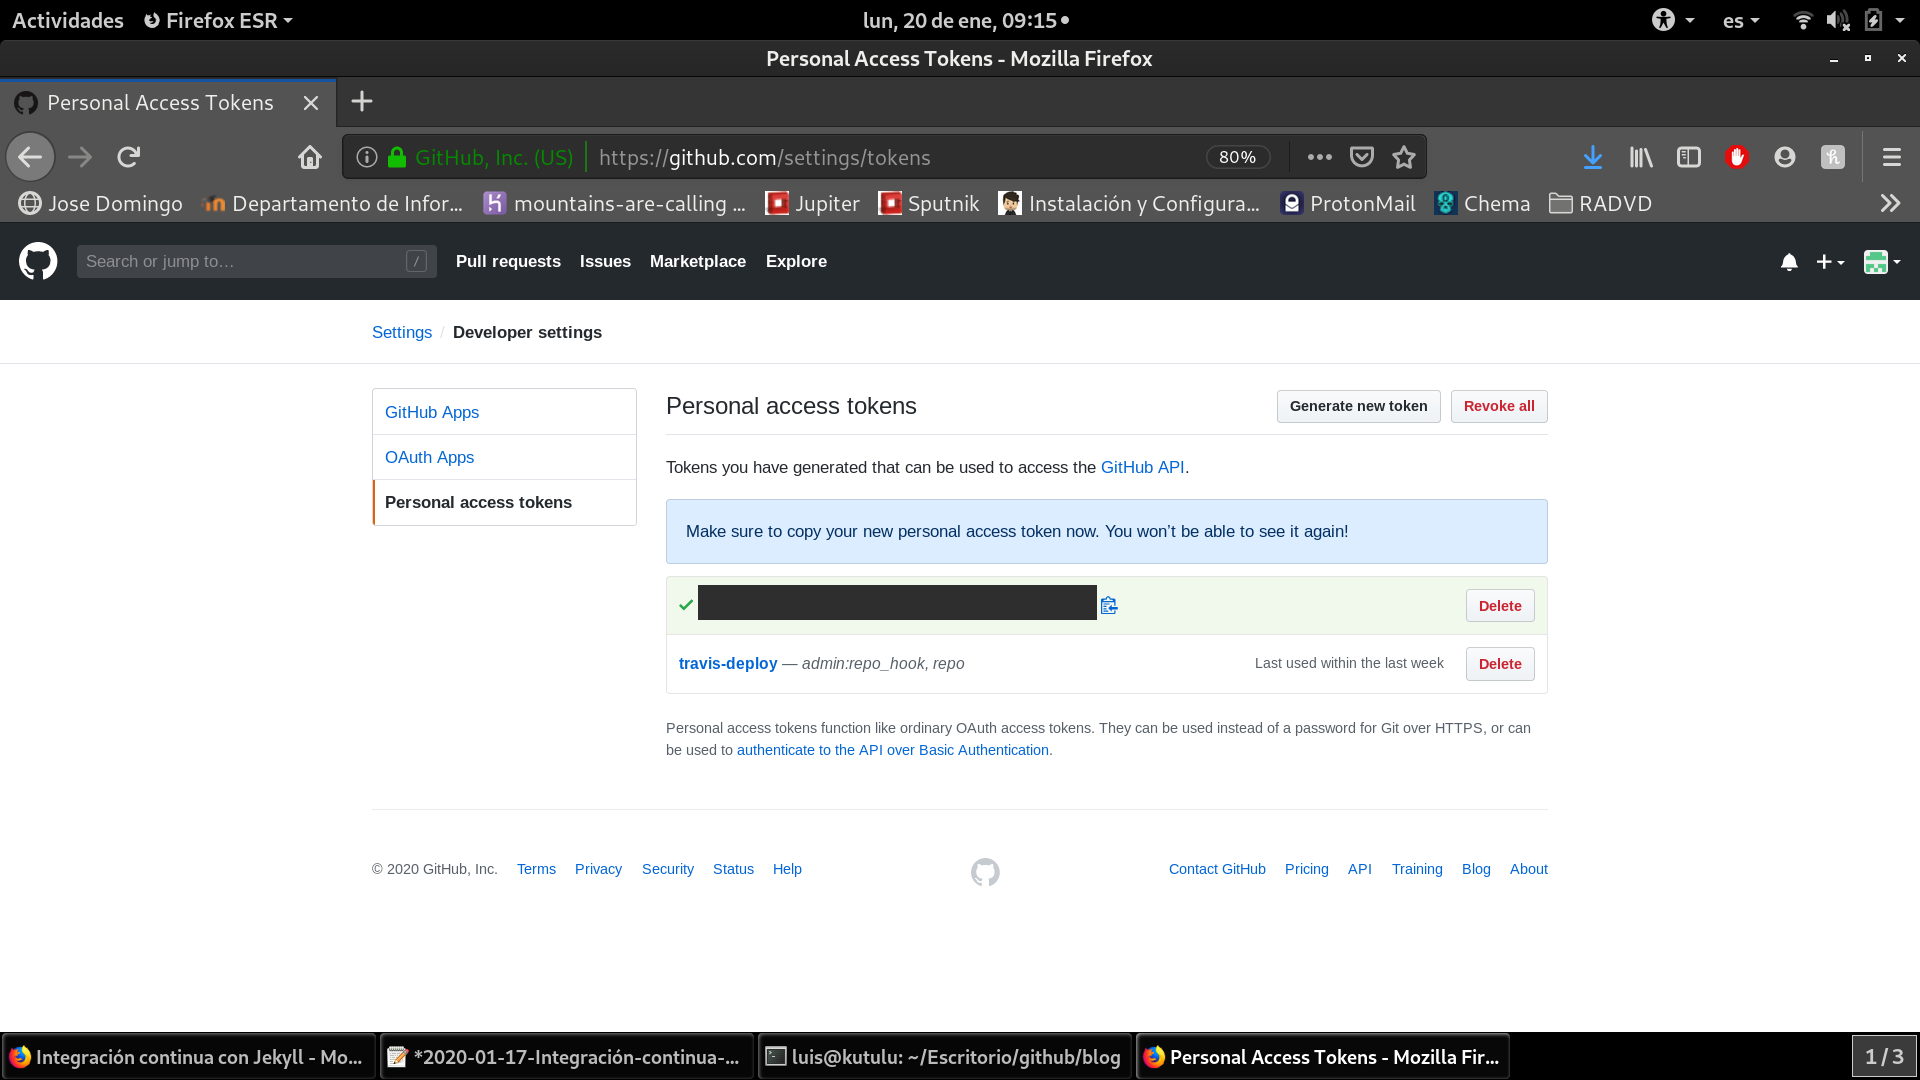 Actividades Firefox ESR lun, 20 de ene, 09:15 es
Personal Access Tokens - Mozilla Firefox
Personal Access Tokens
GitHub, Inc. (US) https://github.com/settings/tokens 80%
Jose Domingo Departamento de Infor... mountains-are-calling ... Jupiter Sputnik Instalación y Configura... ProtonMail Chema RADVD
Search or jump to… / Pull requests Issues Marketplace Explore
Settings / Developer settings
GitHub Apps
OAuth Apps
Personal access tokens
Personal access tokens Generate new token Revoke all
Tokens you have generated that can be used to access the GitHub API.
Make sure to copy your new personal access token now. You won't be able to see it again!
Delete
travis-deploy — admin:repo_hook, repo Last used within the last week Delete
Personal access tokens function like ordinary OAuth access tokens. They can be used instead of a password for Git over HTTPS, or can
be used to authenticate to the API over Basic Authentication.
© 2020 GitHub, Inc. Terms Privacy Security Status Help Contact GitHub Pricing API Training Blog About
Integración continua con Jekyll - Mo... *2020-01-17-Integración-continua-... luis@kutulu: ~/Escritorio/github/blog Personal Access Tokens - Mozilla Fir... 1 / 3